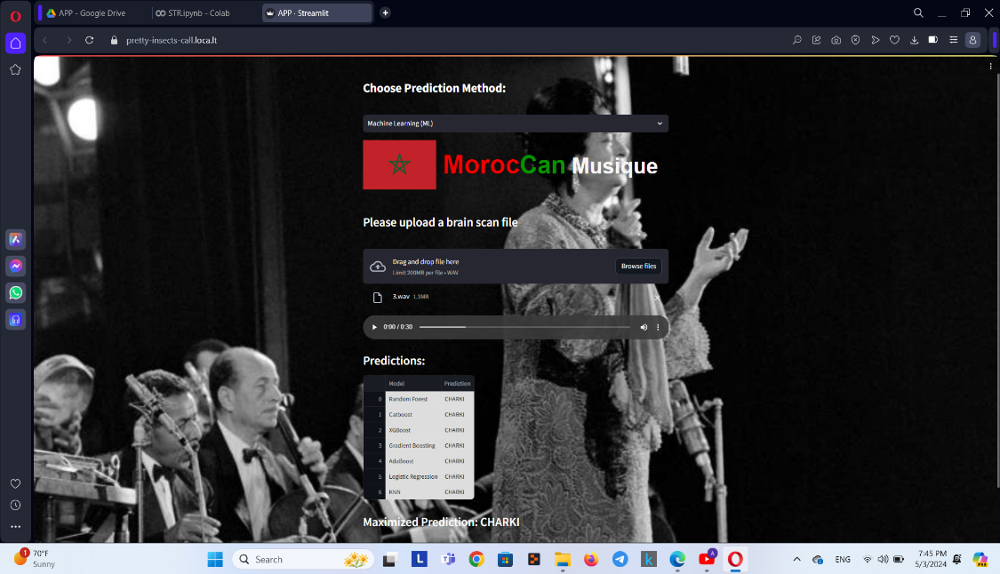 APP - Google Drive
STR.ipynb - Colab
APP · Streamlit
pretty-insects-call.loca.lt
Choose Prediction Method:
Machine Learning (ML)
MorocCan Musique
Please upload a brain scan file
Drag and drop file here
Limit 200MB per file • WAV
Browse files
3.wav 1.3MB
0:00 / 0:30
Predictions:
Model Prediction
0 Random Forest CHARKI
1 Catboost CHARKI
2 XGBoost CHARKI
3 Gradient Boosting CHARKI
4 AdaBoost CHARKI
5 Logistic Regression CHARKI
6 KNN CHARKI
Maximized Prediction: CHARKI
1
70°F
Sunny
Search
L
T
k
A
ENG
7:45 PM
5/3/2024
PRE